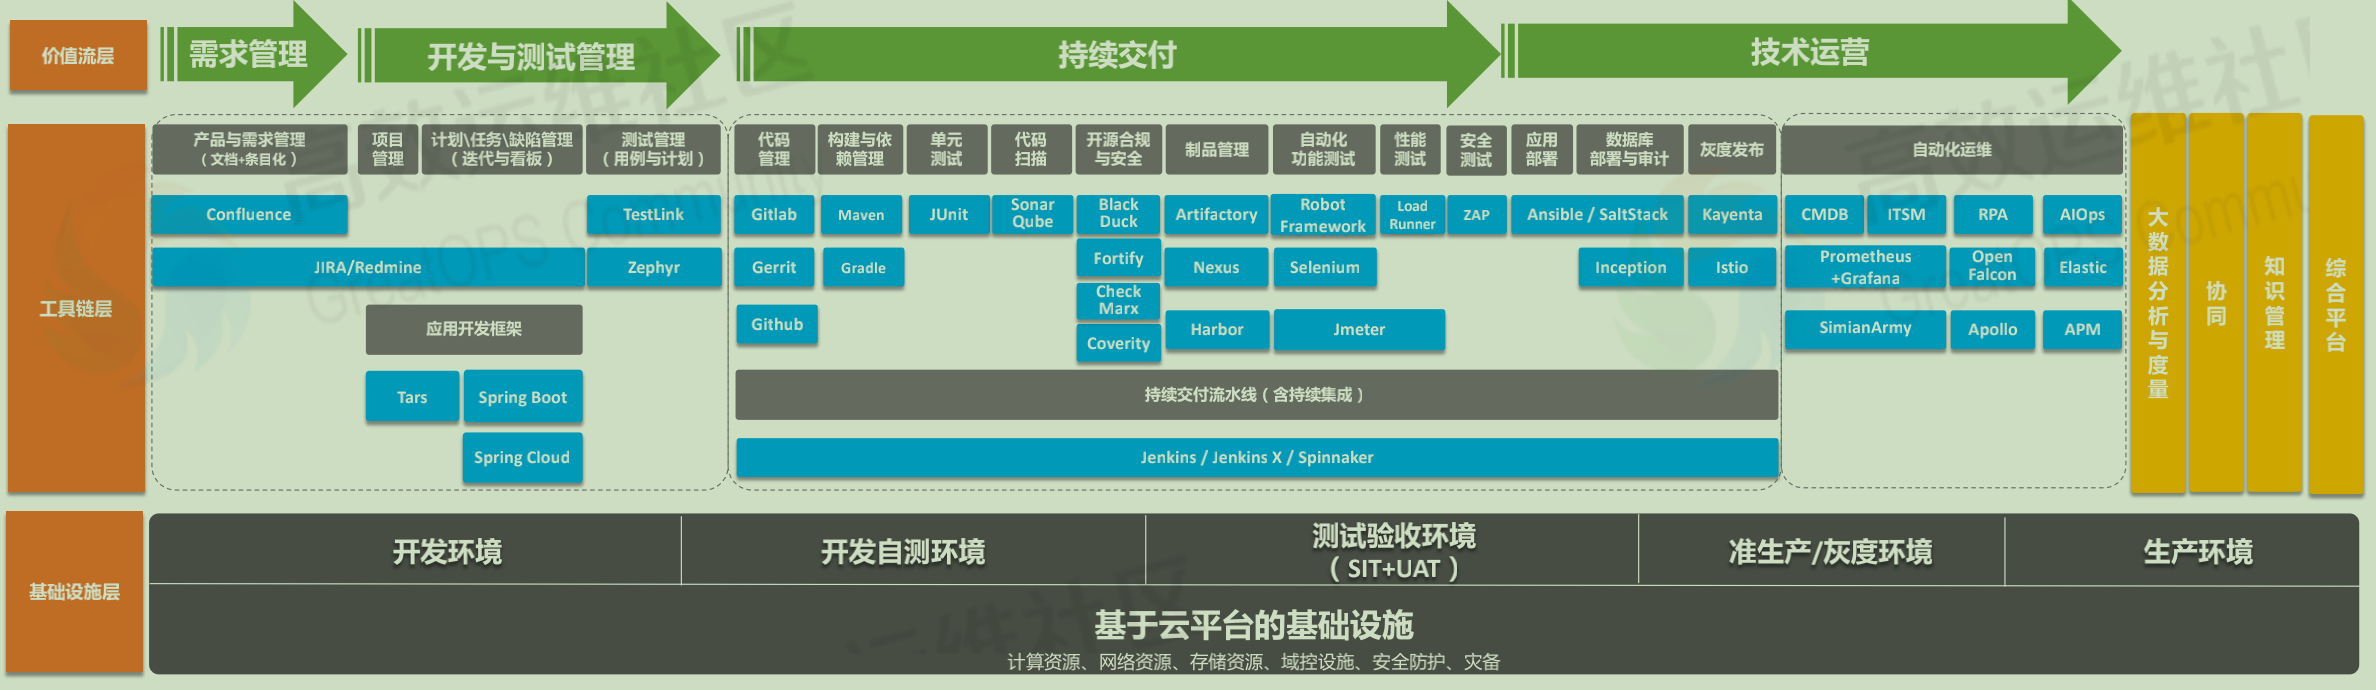 价值流层
需求管理
开发与测试管理
持续交付
技术运营
工具链层
产品与需求管理
（文档+条目化）
项目
管理
计划\任务\缺陷管理
（迭代与看板）
测试管理
（用例与计划）
代码
管理
构建与依
赖管理
单元
测试
代码
扫描
开源合规
与安全
制品管理
自动化
功能测试
性能
测试
安全
测试
应用
部署
数据库
部署与审计
灰度发布
自动化运维
Confluence
TestLink
Gitlab
Maven
JUnit
Sonar
Qube
Black
Duck
Artifactory
Robot
Framework
Load
Runner
ZAP
Ansible / SaltStack
Kayenta
CMDB
ITSM
RPA
AIOps
JIRA/Redmine
Zephyr
Gerrit
Gradle
Fortify
Nexus
Selenium
Inception
Istio
Prometheus
+Grafana
Open
Falcon
Elastic
Check
Marx
应用开发框架
Github
Coverity
Harbor
Jmeter
SimianArmy
Apollo
APM
Tars
Spring Boot
Spring Cloud
持续交付流水线（含持续集成）
Jenkins / Jenkins X / Spinnaker
大数据分析与度量
协同
知识管理
综合平台
基础设施层
开发环境
开发自测环境
测试验收环境
（SIT+UAT）
准生产/灰度环境
生产环境
基于云平台的基础设施
计算资源、网络资源、存储资源、域控设施、安全防护、灾备
高效运维社区
GreatOPS Community